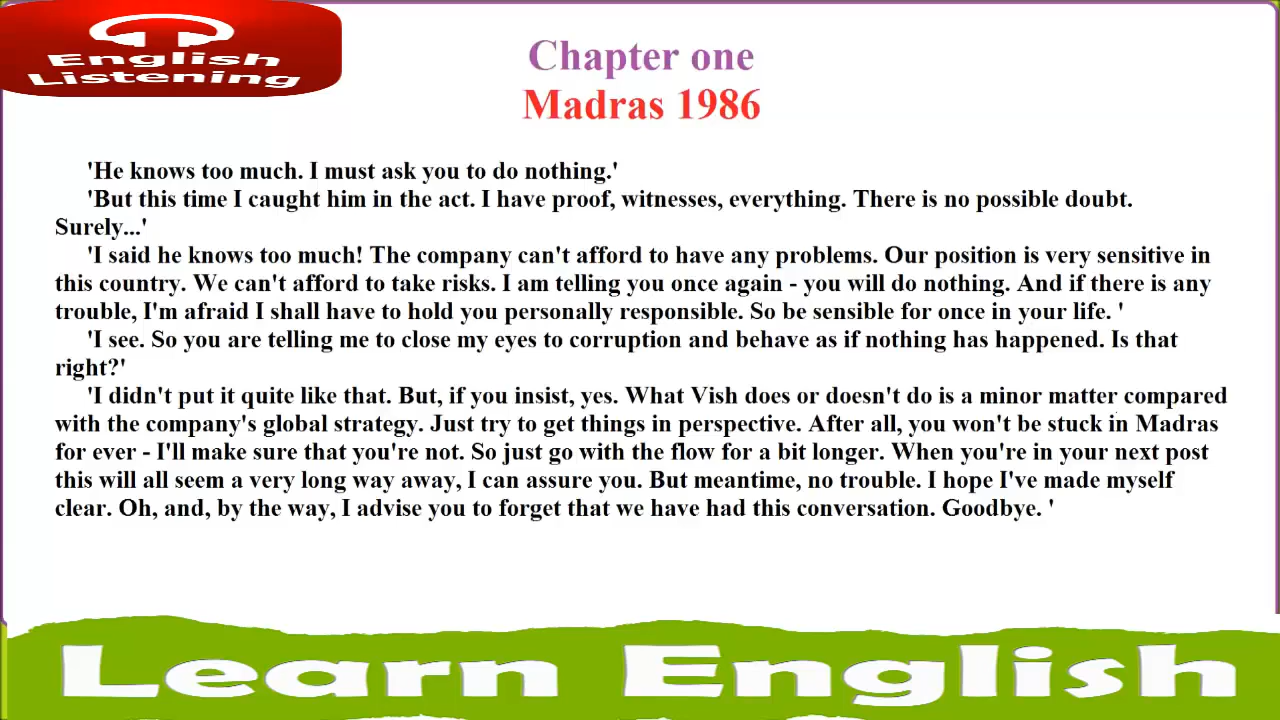 English
Listening
Chapter one
Madras 1986
'He knows too much. I must ask you to do nothing.'
'But this time I caught him in the act. I have proof, witnesses, everything. There is no possible doubt.
Surely...'
'I said he knows too much! The company can't afford to have any problems. Our position is very sensitive in
this country. We can't afford to take risks. I am telling you once again - you will do nothing. And if there is any
trouble, I'm afraid I shall have to hold you personally responsible. So be sensible for once in your life. '
'I see. So you are telling me to close my eyes to corruption and behave as if nothing has happened. Is that
right?'
'I didn't put it quite like that. But, if you insist, yes. What Vish does or doesn't do is a minor matter compared
with the company's global strategy. Just try to get things in perspective. After all, you won't be stuck in Madras
for ever - I'll make sure that you're not. So just go with the flow for a bit longer. When you're in your next post
this will all seem a very long way away, I can assure you. But meantime, no trouble. I hope I've made myself
clear. Oh, and, by the way, I advise you to forget that we have had this conversation. Goodbye. '
Learn English